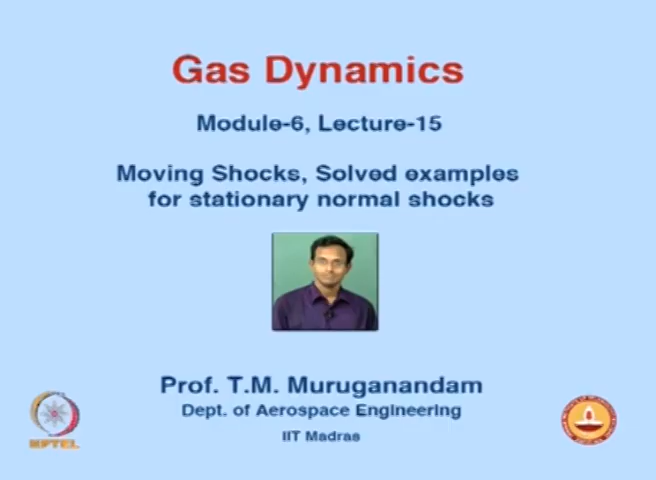 Gas Dynamics
Module-6, Lecture-15
Moving Shocks, Solved examples
for stationary normal shocks
Prof. T.M. Muruganandam
Dept. of Aerospace Engineering
IIT Madras
NPTEL